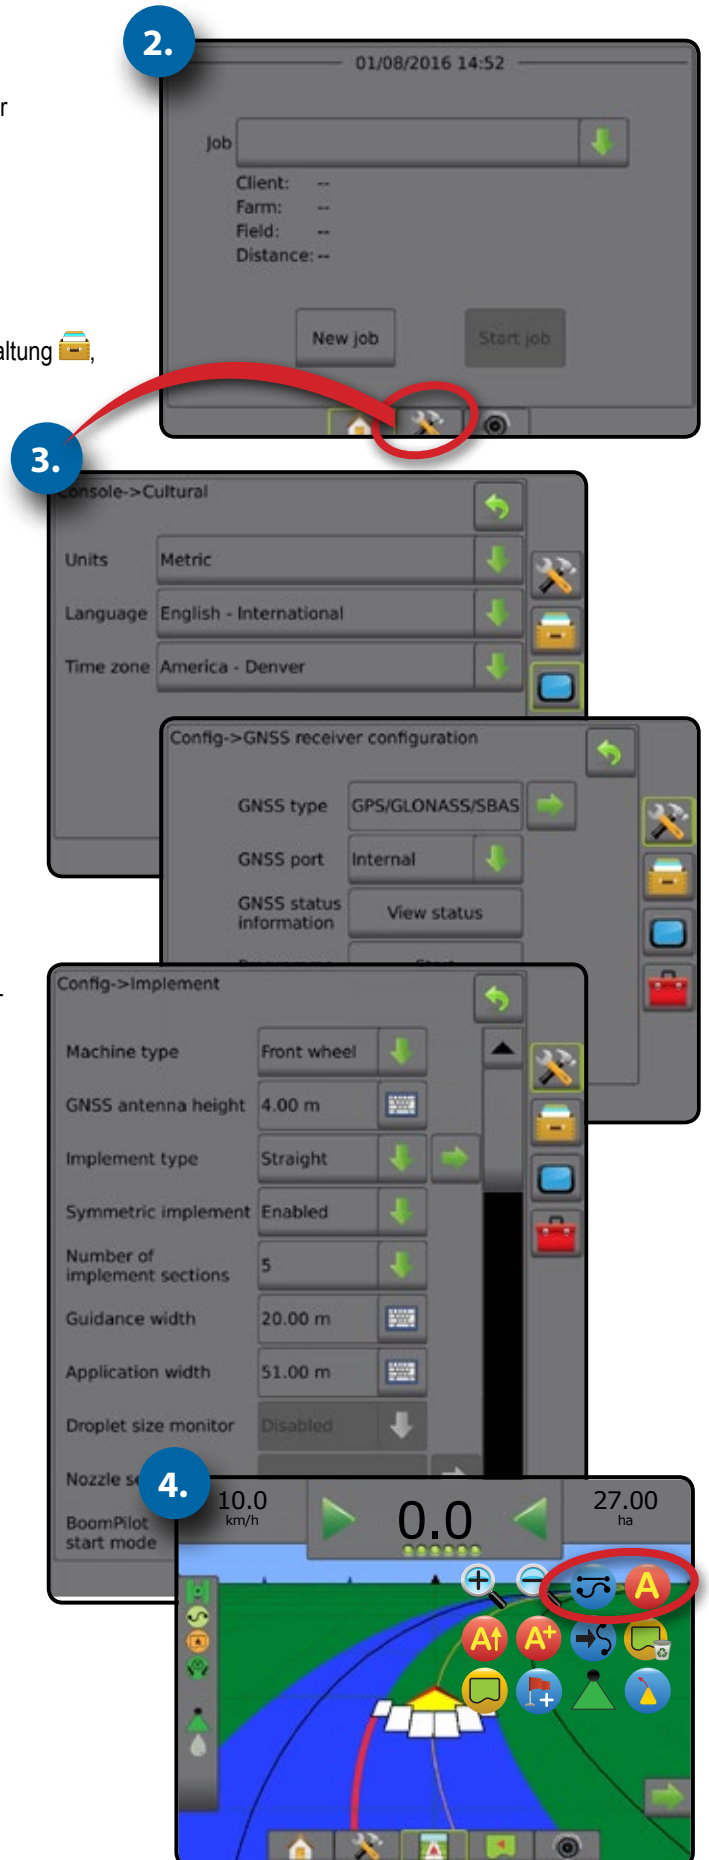 2.
01/08/2016 14:52
r
Job
Client: --
Farm: --
Field: --
Distance: --
New job
Start job
altung ,
3.
Console->Cultural
Units Metric
Language English - International
Time zone America - Denver
Config->GNSS receiver configuration
GNSS type GPS/GLONASS/SBAS
GNSS port Internal
GNSS status
information
View status
-
Config->Implement
Machine type Front wheel
GNSS antenna height 4.00 m
Implement type Straight
Symmetric implement Enabled
Number of
implement sections
5
Guidance width 20.00 m
Application width 51.00 m
Droplet size monitor Disabled
Nozzle se
BoomPilot
start mode
4.
10.0
km/h
0.0
27.00
ha
A
A
A+